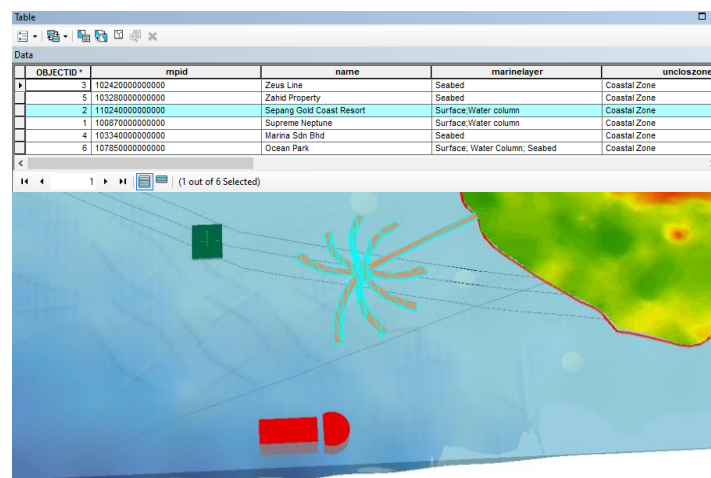 Table
Data
OBJECTID * mpid name marinelayer uncloszone
3 102420000000000 Zeus Line Seabed Coastal Zone
5 103280000000000 Zahid Property Seabed Coastal Zone
2 110240000000000 Sepang Gold Coast Resort Surface;Water column Coastal Zone
1 100870000000000 Supreme Neptune Surface;Water column Coastal Zone
4 103340000000000 Marina Sdn Bhd Seabed Coastal Zone
6 107850000000000 Ocean Park Surface; Water Column; Seabed Coastal Zone
1 (1 out of 6 Selected)